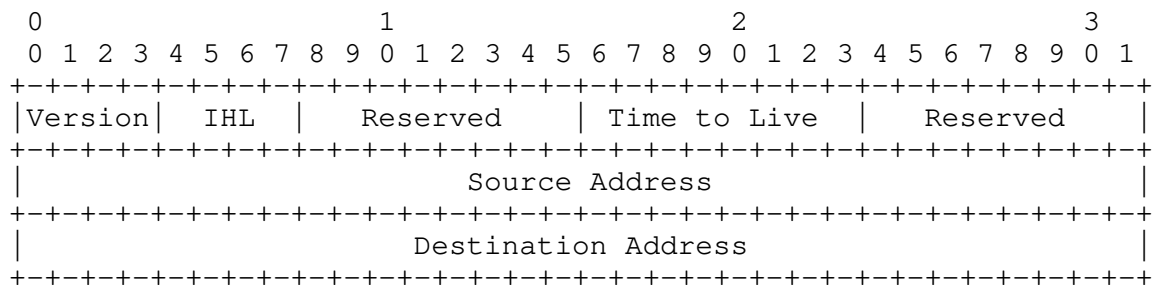 0                   1                   2                   3
0 1 2 3 4 5 6 7 8 9 0 1 2 3 4 5 6 7 8 9 0 1 2 3 4 5 6 7 8 9 0 1
+-+-+-+-+-+-+-+-+-+-+-+-+-+-+-+-+-+-+-+-+-+-+-+-+-+-+-+-+-+-+-+-+
|Version|  IHL  |   Reserved    | Time to Live  |   Reserved    |
+-+-+-+-+-+-+-+-+-+-+-+-+-+-+-+-+-+-+-+-+-+-+-+-+-+-+-+-+-+-+-+-+
|                         Source Address                        |
+-+-+-+-+-+-+-+-+-+-+-+-+-+-+-+-+-+-+-+-+-+-+-+-+-+-+-+-+-+-+-+-+
|                      Destination Address                      |
+-+-+-+-+-+-+-+-+-+-+-+-+-+-+-+-+-+-+-+-+-+-+-+-+-+-+-+-+-+-+-+-+